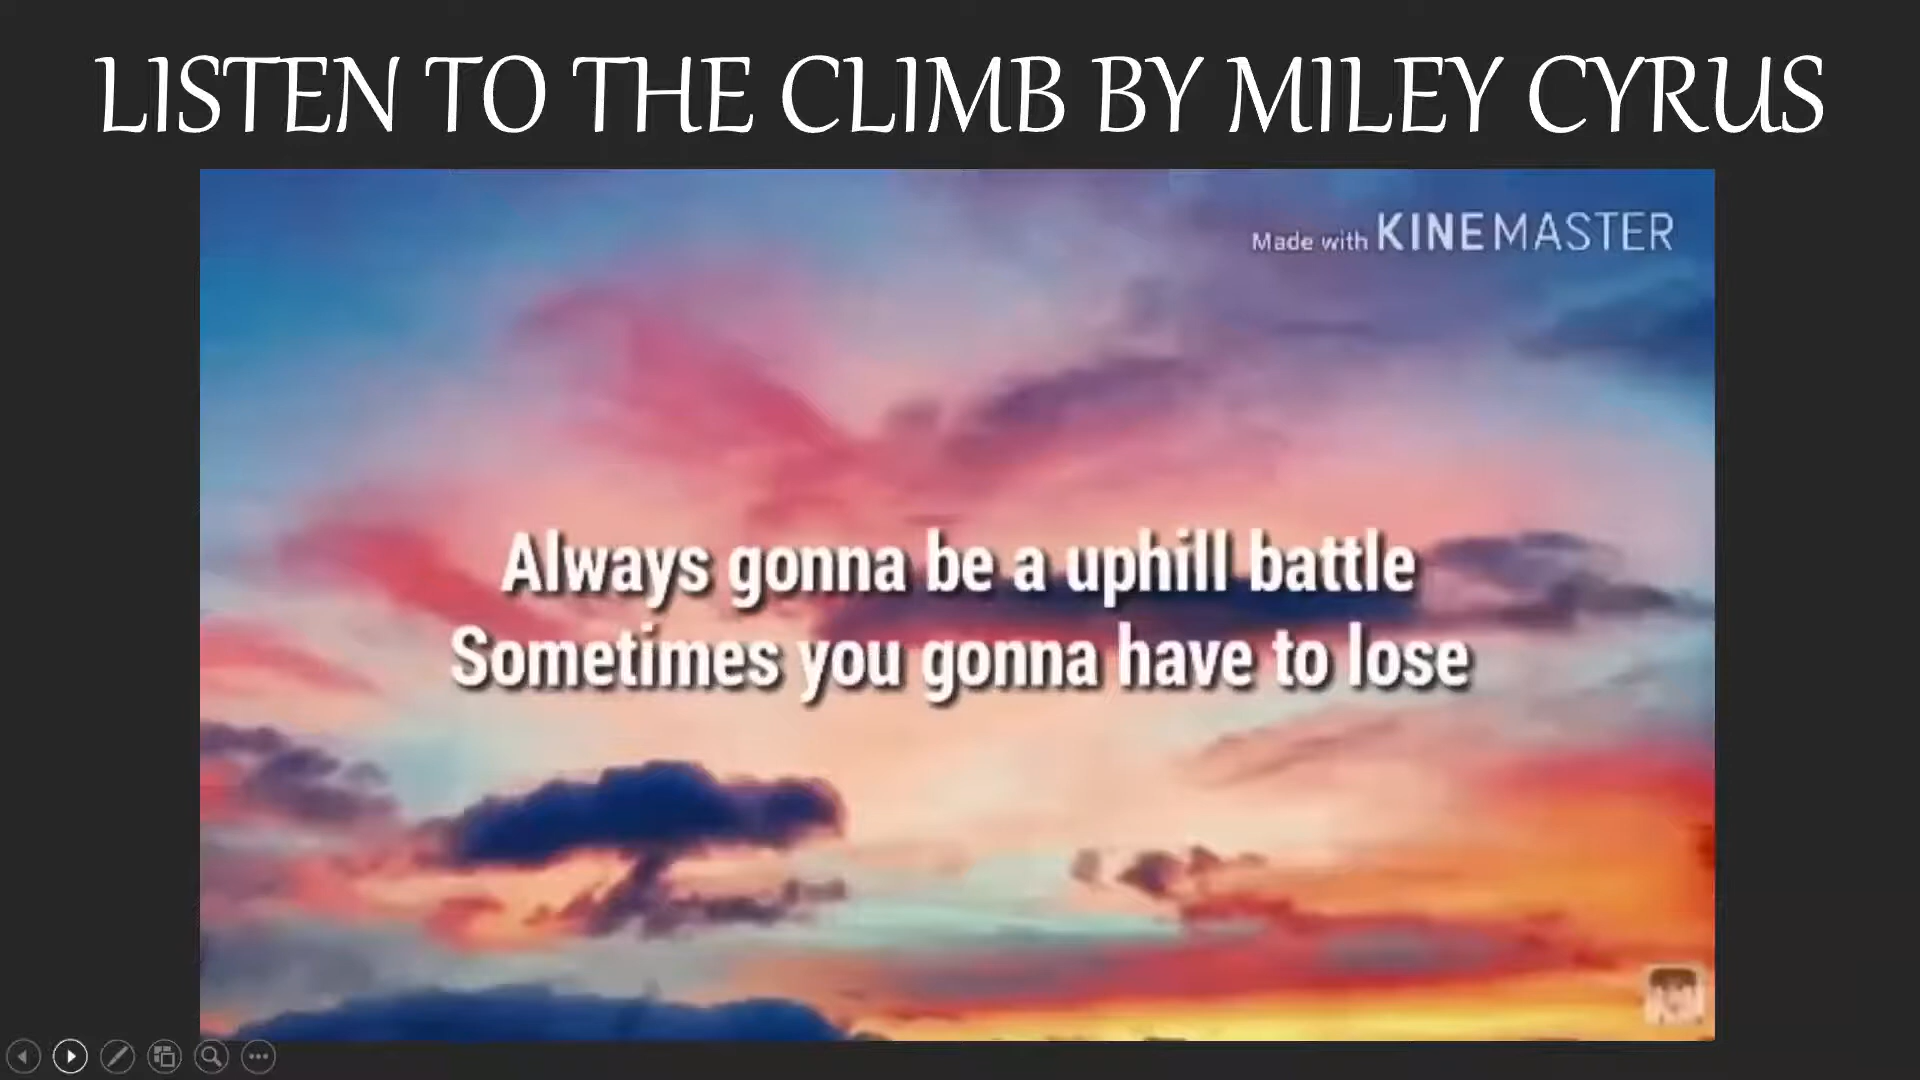 LISTEN TO THE CLIMB BY MILEY CYRUS
Made with KINEMASTER
Always gonna be a uphill battle
Sometimes you gonna have to lose